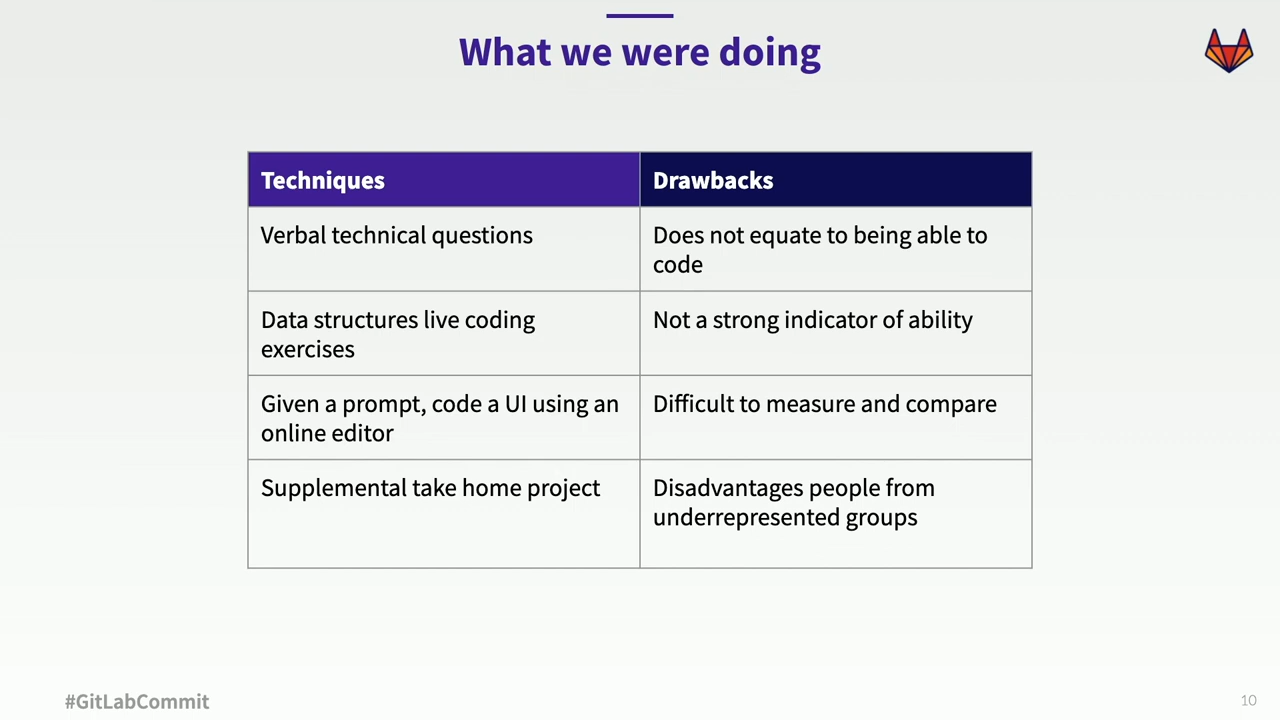 What we were doing
Techniques
Drawbacks
Verbal technical questions
Does not equate to being able to
code
Data structures live coding
exercises
Not a strong indicator of ability
Given a prompt, code a UI using an
online editor
Difficult to measure and compare
Supplemental take home project
Disadvantages people from
underrepresented groups
#GitLabCommit
10